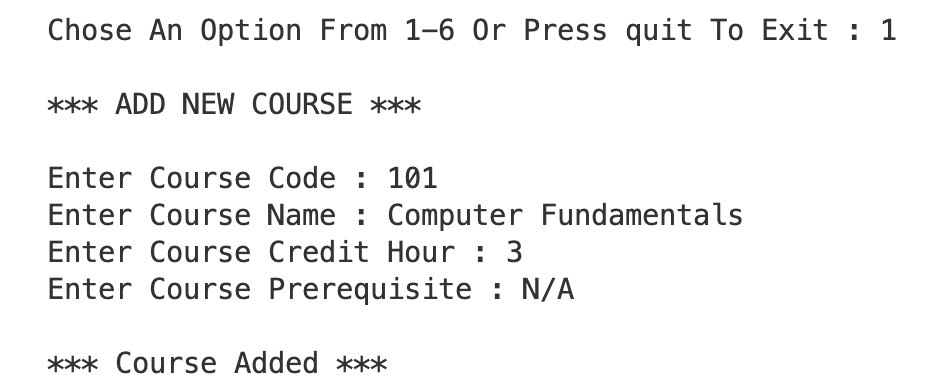 Chose An Option From 1-6 Or Press quit To Exit : 1
*** ADD NEW COURSE ***
Enter Course Code : 101
Enter Course Name : Computer Fundamentals
Enter Course Credit Hour : 3
Enter Course Prerequisite : N/A
*** Course Added ***